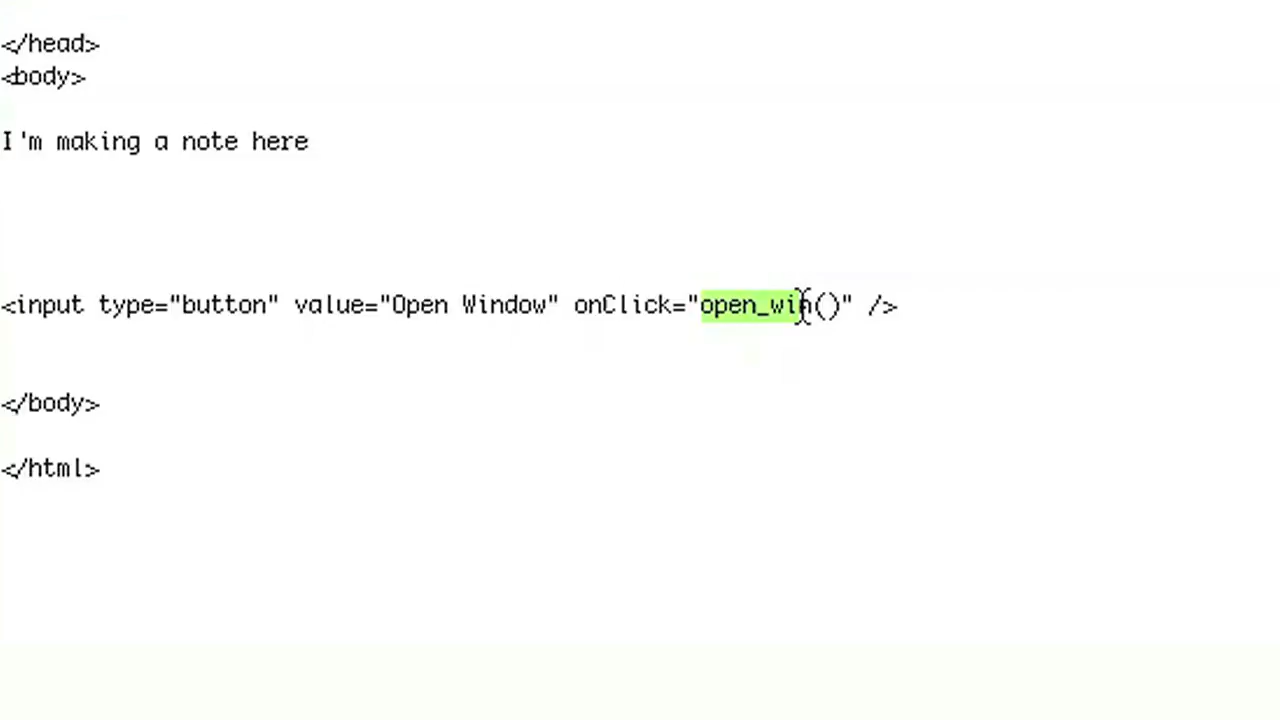 </head>
<body>
I'm making a note here
<input type="button" value="Open Window" onClick="open_win()" />
</body>
</html>